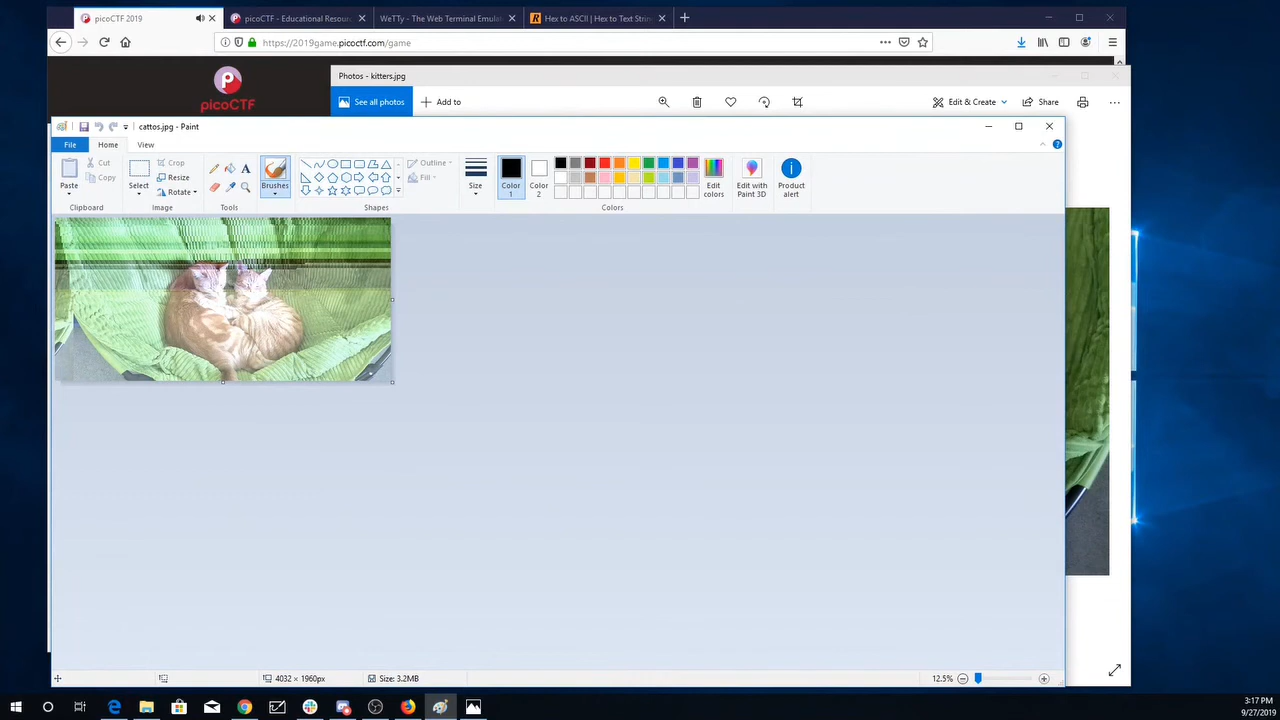 picoCTF 2019
picoCTF - Educational Resourc
WeTTy - The Web Terminal Emulat
R Hex to ASCII | Hex to Text String
https://2019game.picoctf.com/game
picoCTF
Photos - kitters.jpg
See all photos
Add to
Edit & Create
Share
cattos.jpg - Paint
File
Home
View
Paste
Cut
Copy
Clipboard
Select
Crop
Resize
Rotate
Image
A
Tools
Brushes
Outline
Fill
Shapes
Size
Color
1
Color
2
Edit
colors
Colors
Edit with
Paint 3D
Product
alert
4032 × 1960px
Size: 3.2MB
12.5%
3:17 PM
9/27/2019